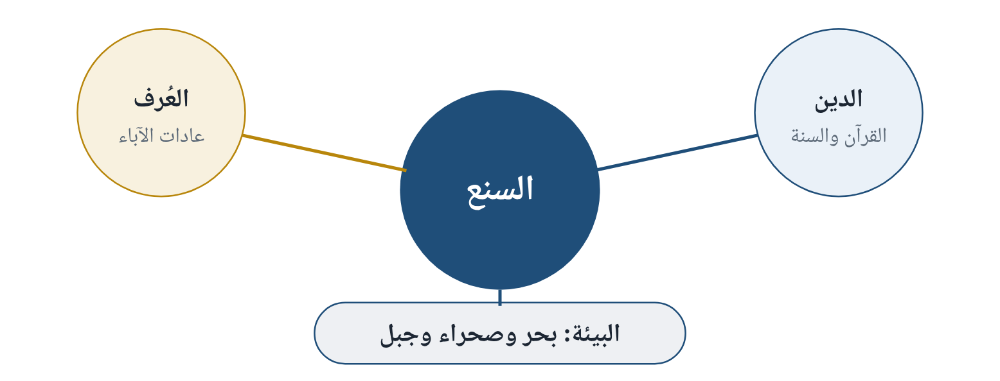 الدين
القرآن والسنة
العُرف
عادات الآباء
السنع
البيئة: بحر وصحراء وجبل